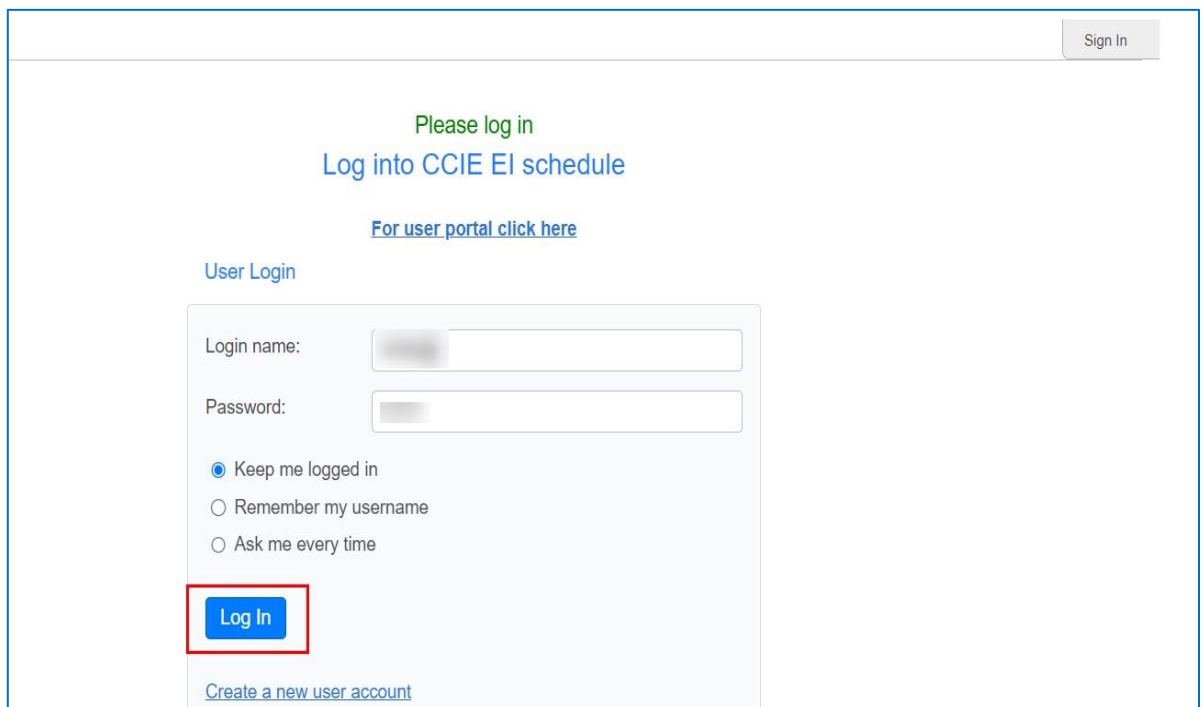 Sign In
Please log in
Log into CCIE EI schedule
For user portal click here
User Login
Login name:
Password:
Keep me logged in
Remember my username
Ask me every time
Log In
Create a new user account